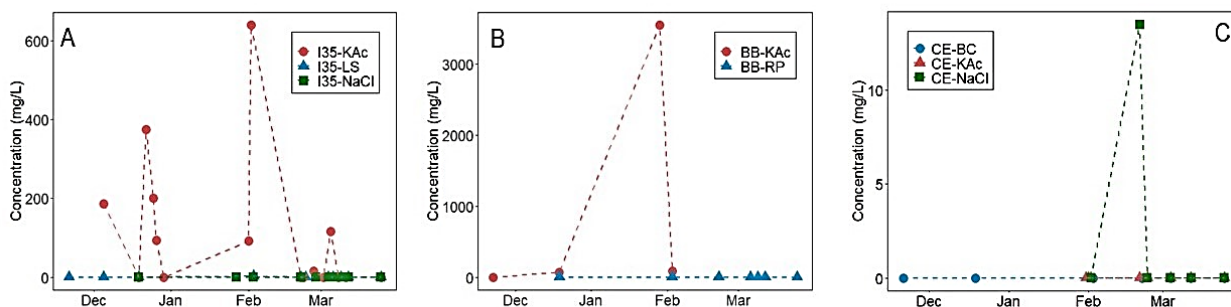 A
I35-KAc
I35-LS
I35-NaCl
Concentration (mg/L)
600
400
200
0
Dec Jan Feb Mar
B
BB-KAc
BB-RP
Concentration (mg/L)
3000
2000
1000
0
Dec Jan Feb Mar
C
CE-BC
CE-KAc
CE-NaCl
Concentration (mg/L)
10
5
0
Dec Jan Feb Mar